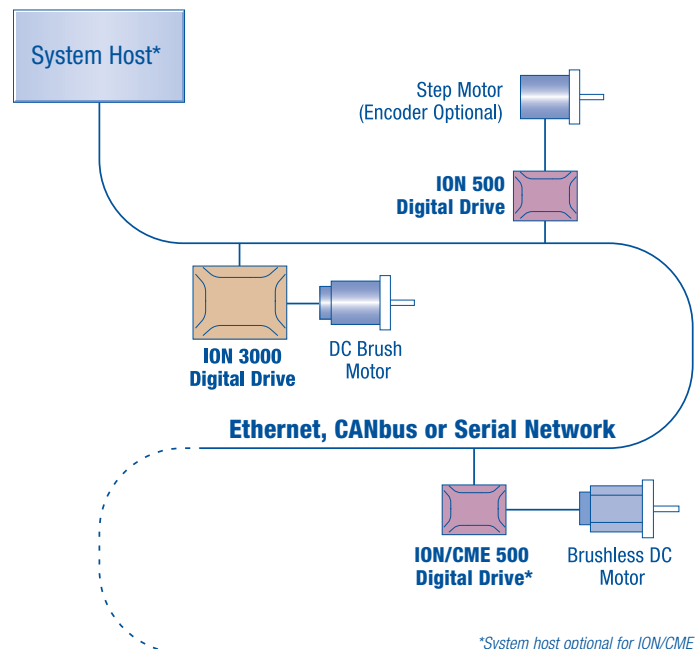 System Host*
Step Motor
(Encoder Optional)
ION 500
Digital Drive
ION 3000
Digital Drive
DC Brush
Motor
Ethernet, CANbus or Serial Network
ION/CME 500
Digital Drive*
Brushless DC
Motor
*System host optional for ION/CME